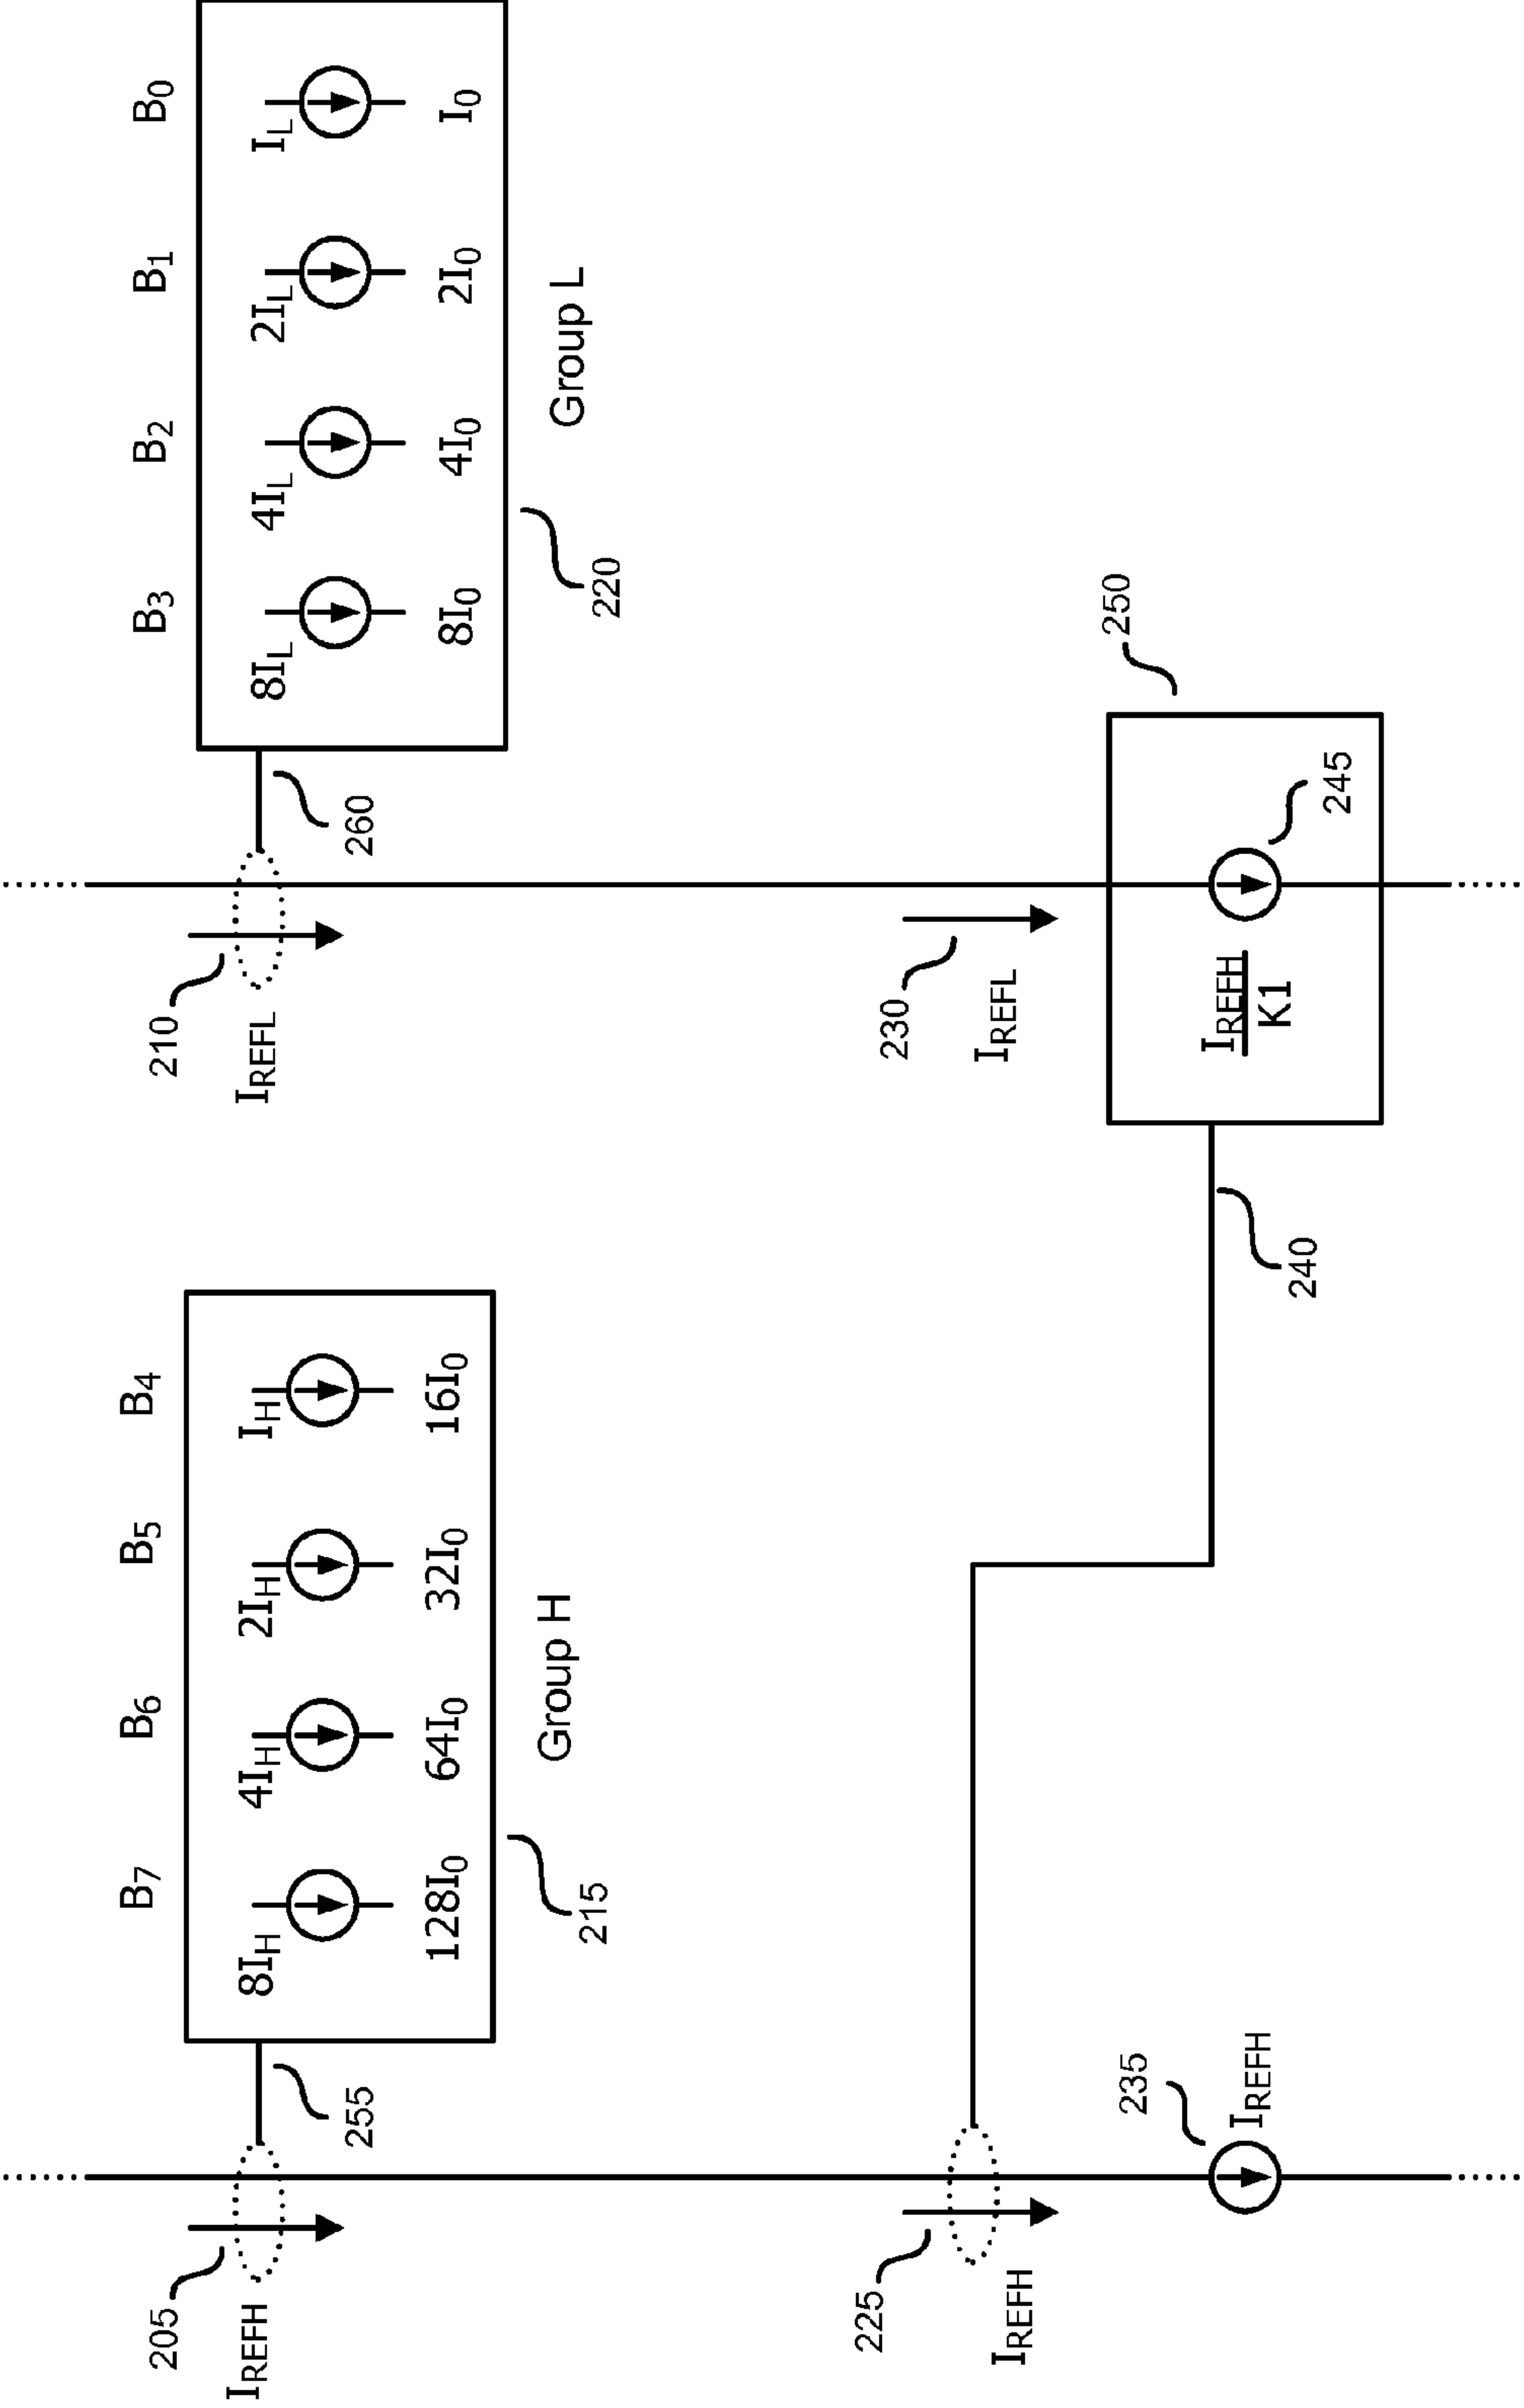 B7 B6 B5 B4
B3 B2 B1 B0
205
IREFH
255
8IH 4IH 2IH IH
128I0 64I0 32I0 16I0
Group H
215
210
IREFL
260
8IL 4IL 2IL IL
8I0 4I0 2I0 I0
Group L
220
225
IREFH
235
IREFH
240
230
IREFL
250
IREFH
K1
245